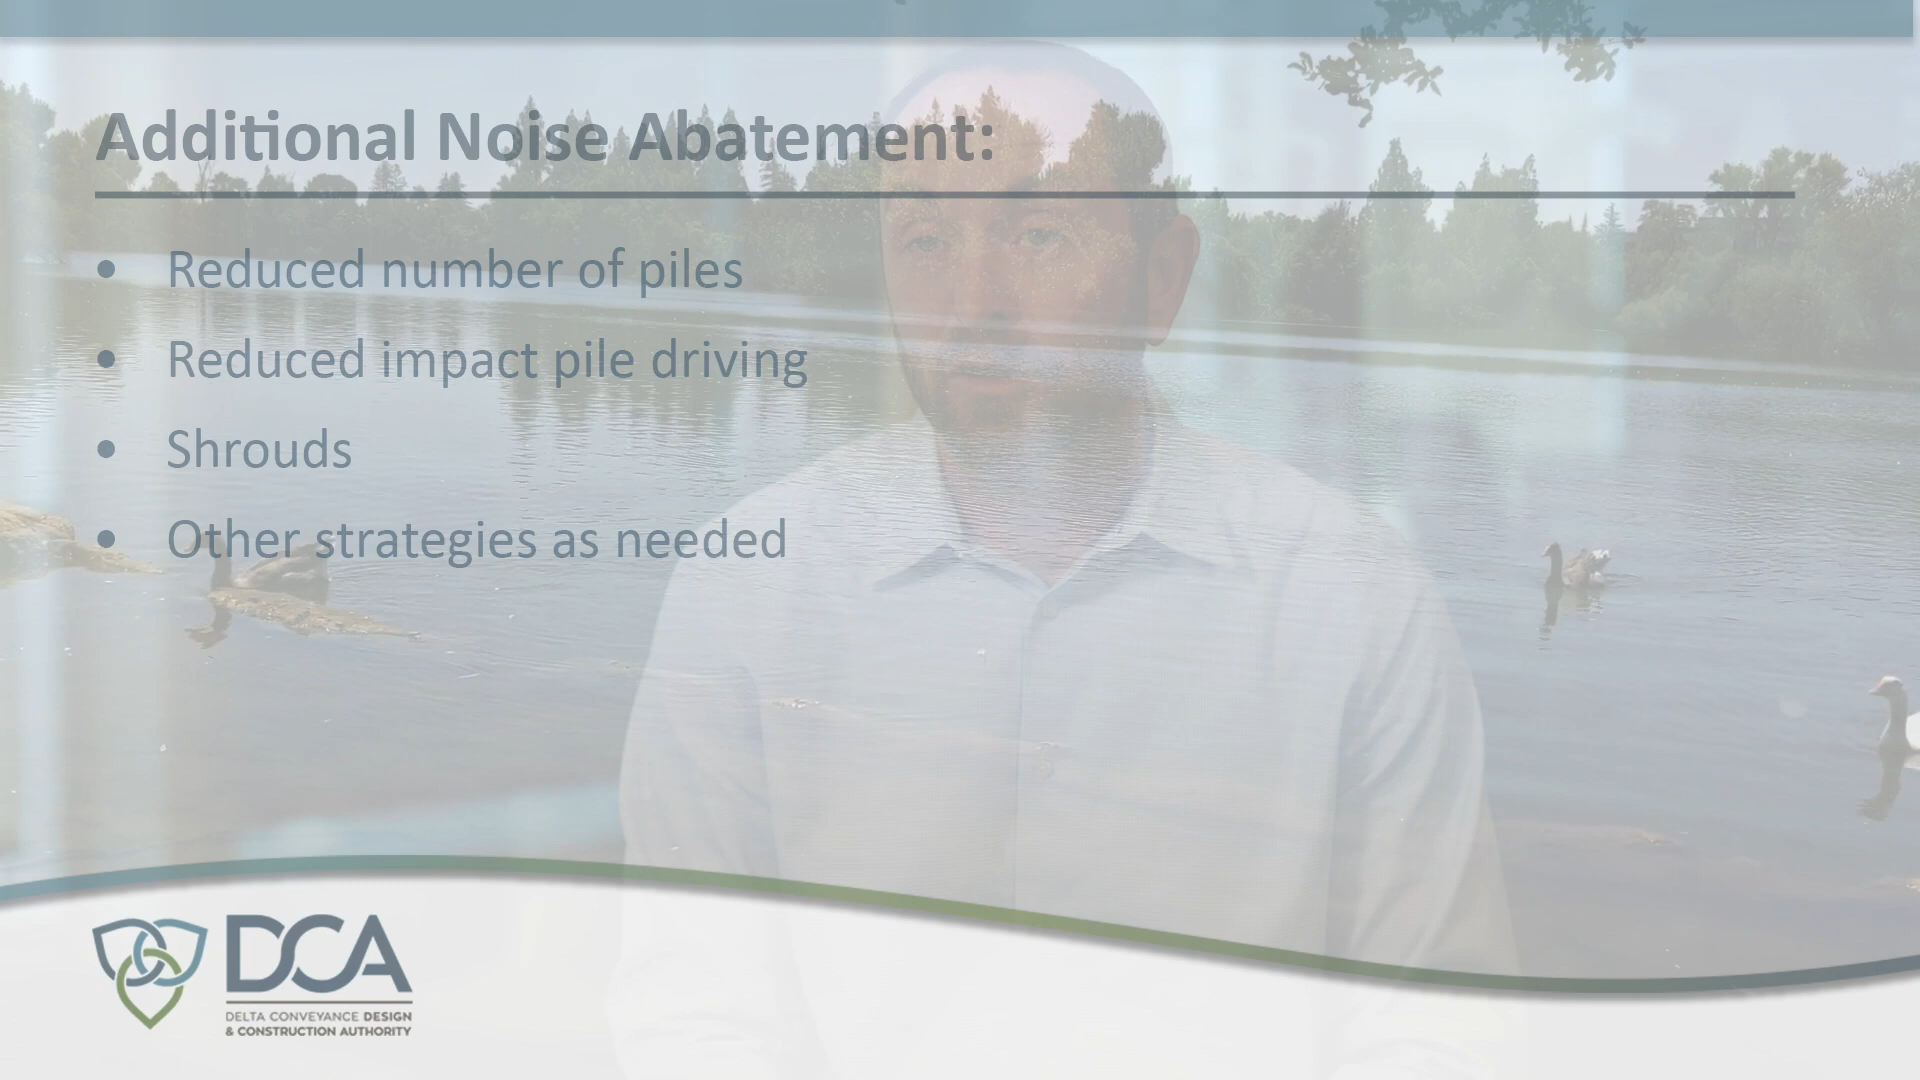 Additional Noise Abatement:
• Reduced number of piles
• Reduced impact pile driving
• Shrouds
• Other strategies as needed
DCA
DELTA CONVEYANCE DESIGN
& CONSTRUCTION AUTHORITY